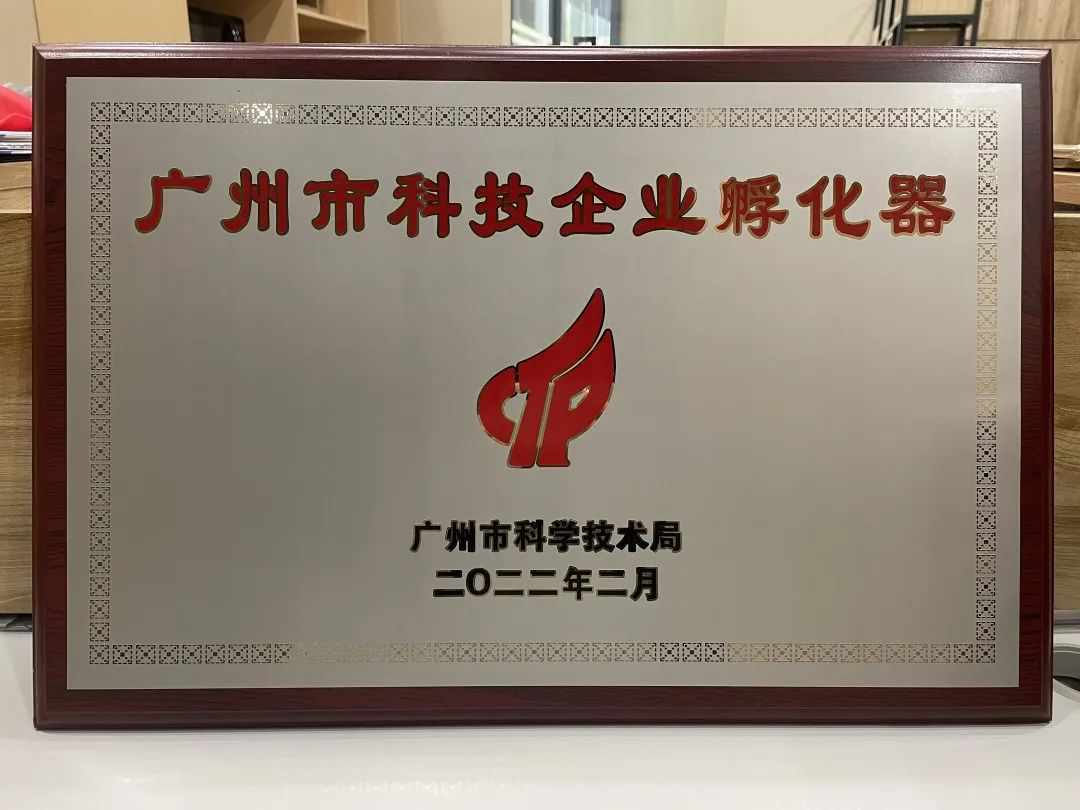 广州市科技企业孵化器
CTP
广州市科学技术局
二〇二二年二月